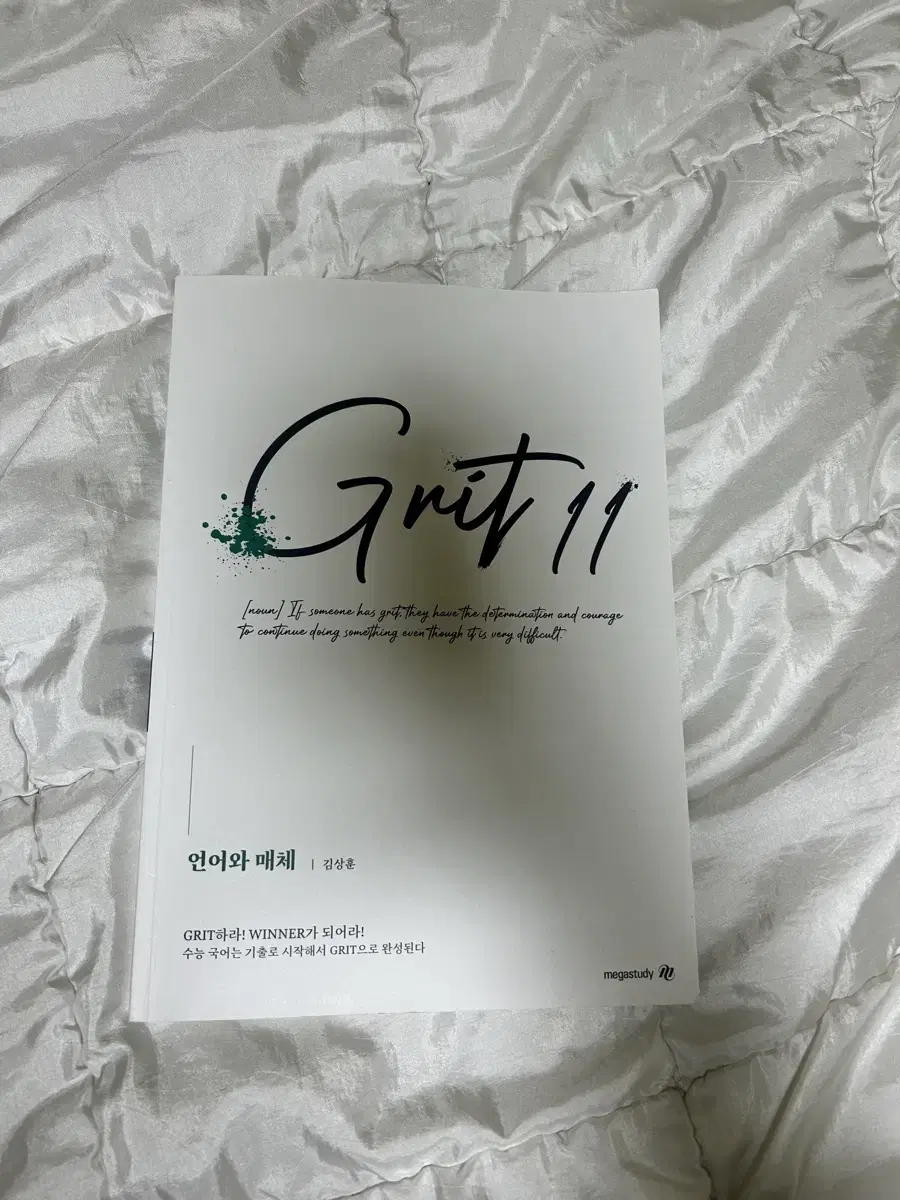 Grit 11
[noun] If someone has grit, they have the determination and courage
to continue doing something even though it is very difficult.
언어와 매체 | 김상훈
GRIT하라! WINNER가 되어라!
수능 국어는 기출로 시작해서 GRIT으로 완성된다
megastudy